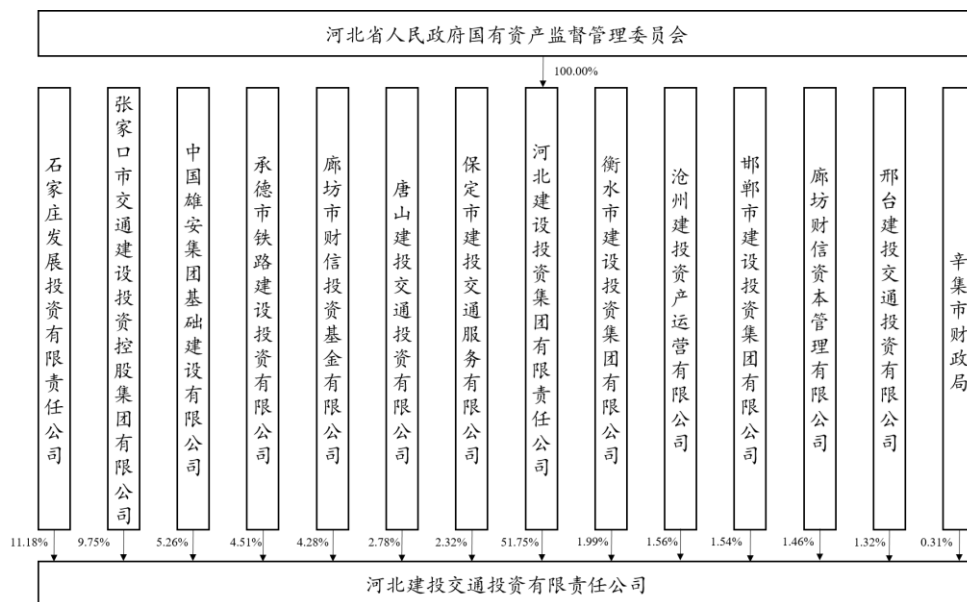 河北省人民政府国有资产监督管理委员会
100.00%
石家庄发展投资有限责任公司
张家口市交通建设投资控股集团有限公司
中国雄安集团基础建设有限公司
承德市铁路建设投资有限公司
廊坊市财信投资基金有限公司
唐山建投交通投资有限公司
保定市建投交通服务有限公司
河北建设投资集团有限责任公司
衡水市建设投资集团有限公司
沧州建投资产运营有限公司
邯郸市建设投资集团有限公司
廊坊财信资本管理有限公司
邢台建投交通投资有限公司
辛集市财政局
11.18%
9.75%
5.26%
4.51%
4.28%
2.78%
2.32%
51.75%
1.99%
1.56%
1.54%
1.46%
1.32%
0.31%
河北建投交通投资有限责任公司